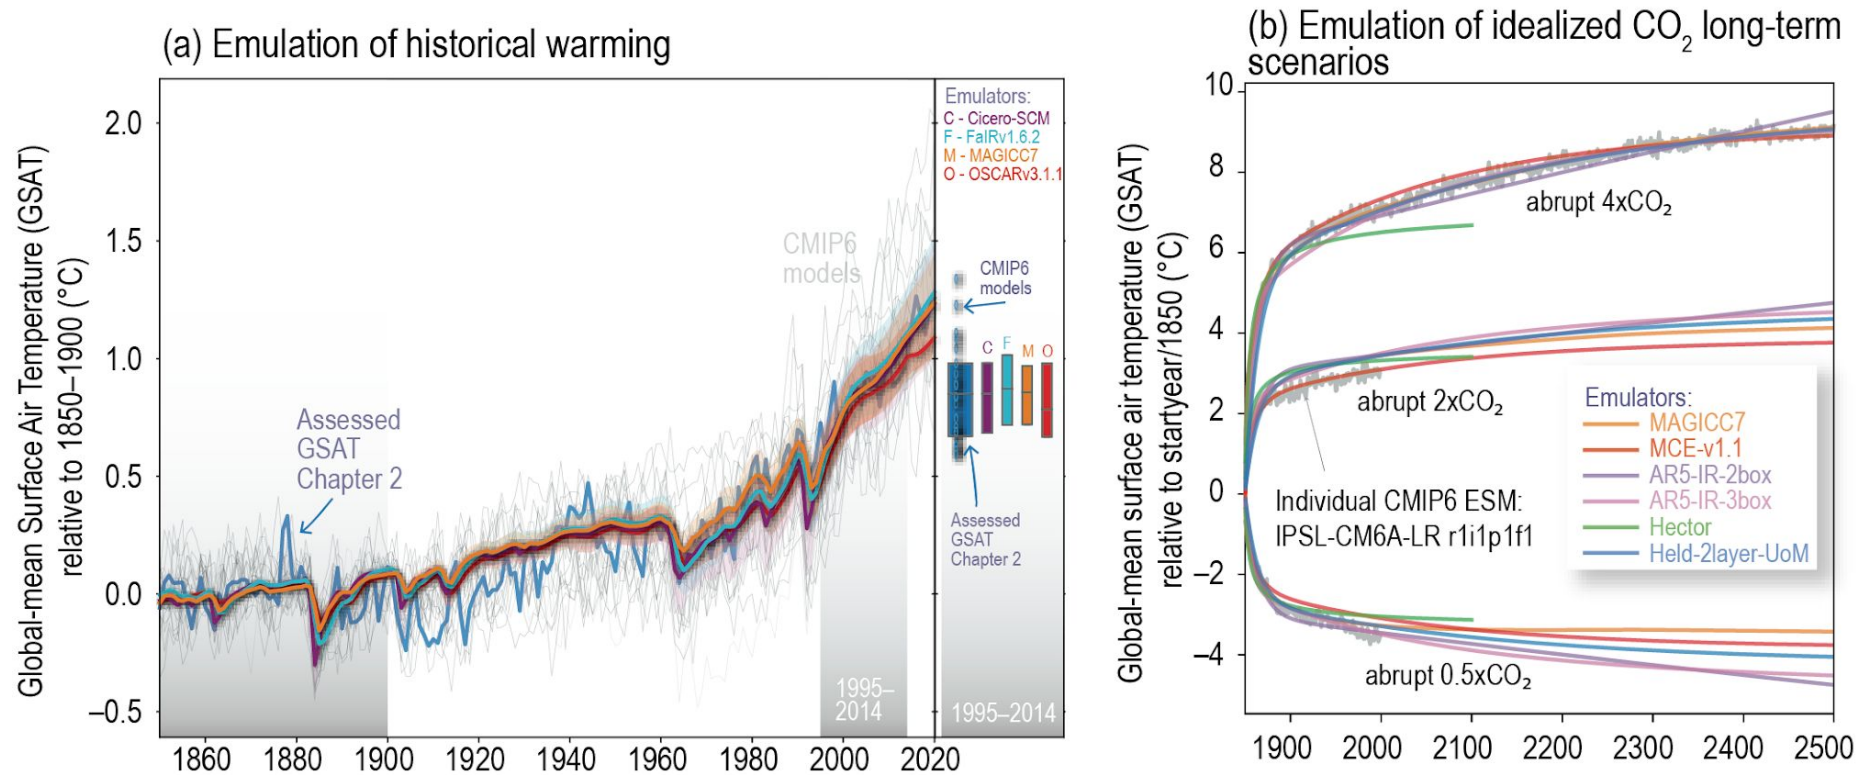 (a) Emulation of historical warming
Global-mean Surface Air Temperature (GSAT)
relative to 1850–1900 (°C)
2.0
1.5
1.0
0.5
0.0
−0.5
1860
1880
1900
1920
1940
1960
1980
2000
2020
Assessed
GSAT
Chapter 2
CMIP6
models
1995–
2014
Emulators:
C - Cicero-SCM
F - FaIRv1.6.2
M - MAGICC7
O - OSCARv3.1.1
CMIP6
models
C
F
M
O
Assessed
GSAT
Chapter 2
1995–2014
(b) Emulation of idealized CO₂ long-term
scenarios
Global-mean surface air temperature (GSAT)
relative to startyear/1850 (°C)
10
8
6
4
2
0
−2
−4
1900
2000
2100
2200
2300
2400
2500
abrupt 4xCO₂
abrupt 2xCO₂
Individual CMIP6 ESM:
IPSL-CM6A-LR r1i1p1f1
abrupt 0.5xCO₂
Emulators:
MAGICC7
MCE-v1.1
AR5-IR-2box
AR5-IR-3box
Hector
Held-2layer-UoM